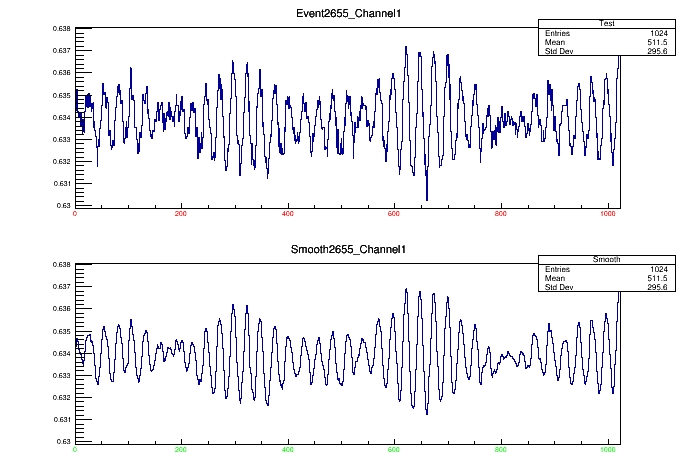 Event2655_Channel1
Test
Entries 1024
Mean 511.5
Std Dev 295.6
0.638
0.637
0.636
0.635
0.634
0.633
0.632
0.631
0.63
0 200 400 600 800 1000
Smooth2655_Channel1
Smooth
Entries 1024
Mean 511.5
Std Dev 295.6
0.638
0.637
0.636
0.635
0.634
0.633
0.632
0.631
0.63
0 200 400 600 800 1000